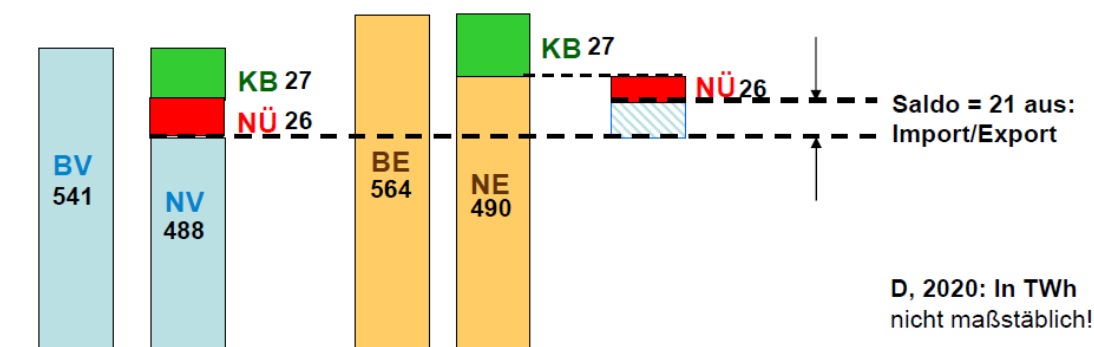 BV
541
KB 27
NÜ 26
NV
488
BE
564
KB 27
NE
490
NÜ 26
Saldo = 21 aus:
Import/Export
D, 2020: In TWh
nicht maßstäblich!